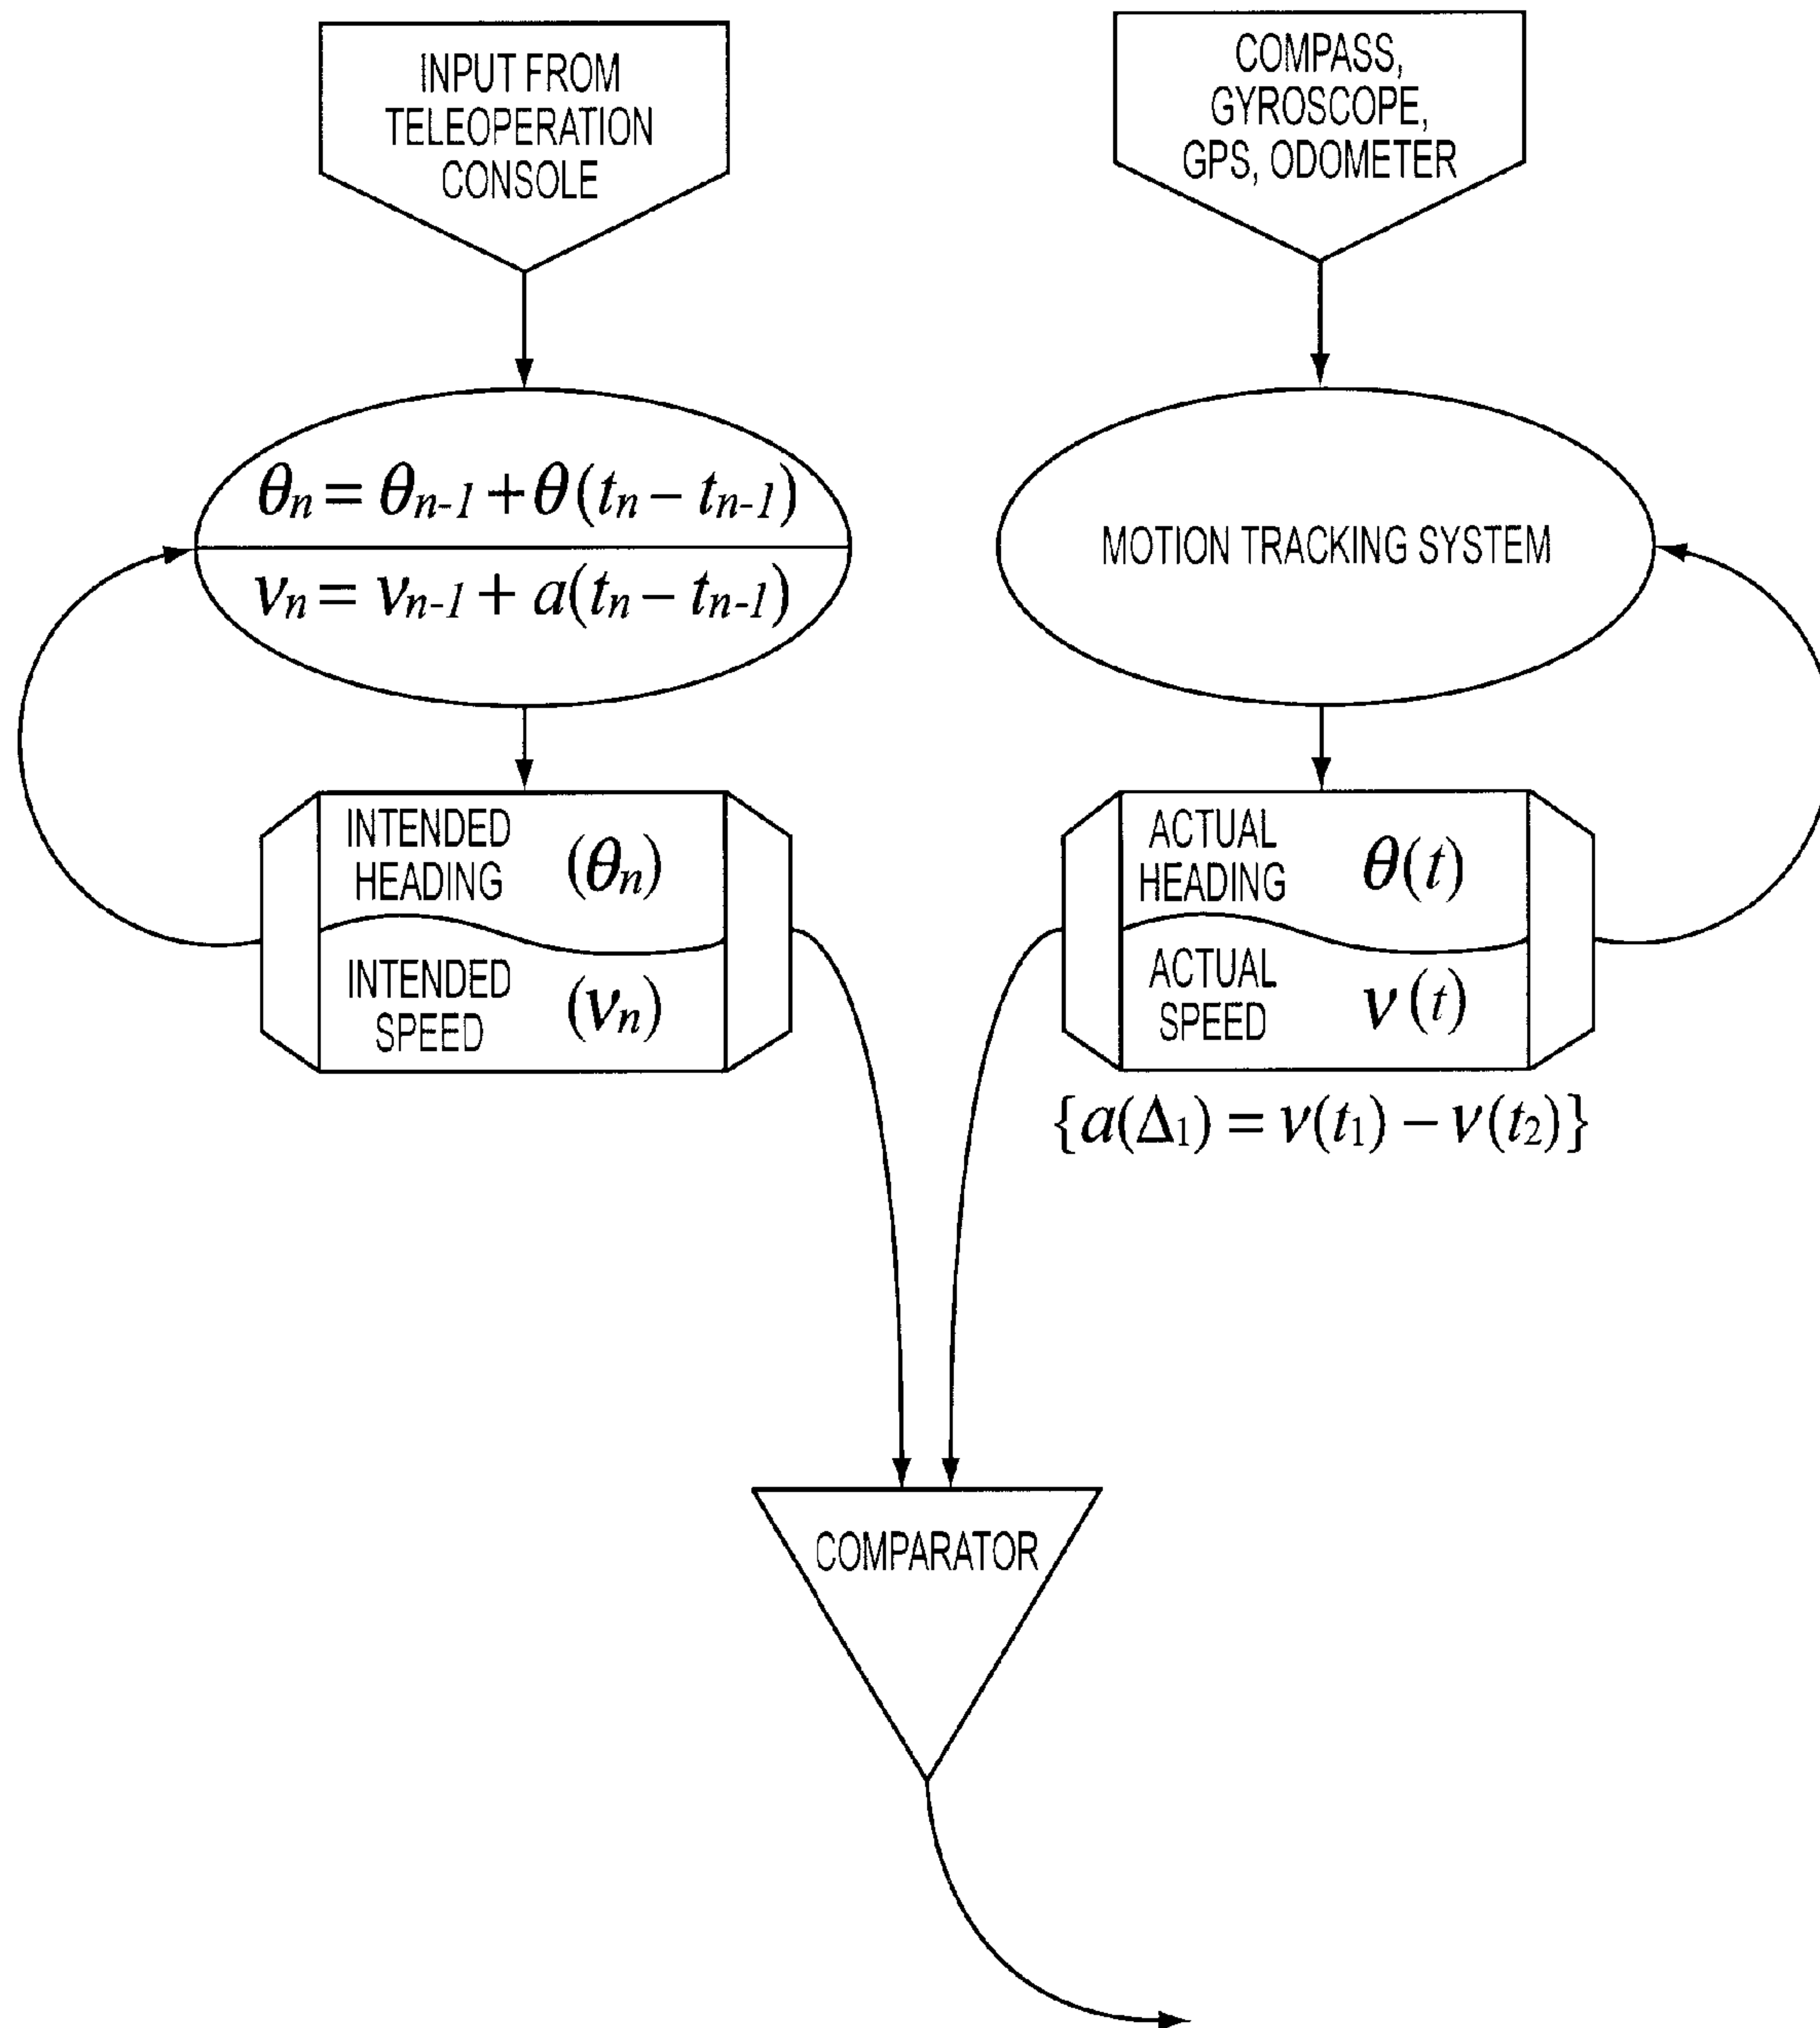 INPUT FROM
TELEOPERATION
CONSOLE
COMPASS,
GYROSCOPE,
GPS, ODOMETER
θn = θn-1 + θ(tn − tn-1)
vn = vn-1 + a(tn − tn-1)
MOTION TRACKING SYSTEM
INTENDED
HEADING (θn)
INTENDED
SPEED (vn)
ACTUAL
HEADING θ(t)
ACTUAL
SPEED v(t)
{a(Δ1) = v(t1) − v(t2)}
COMPARATOR